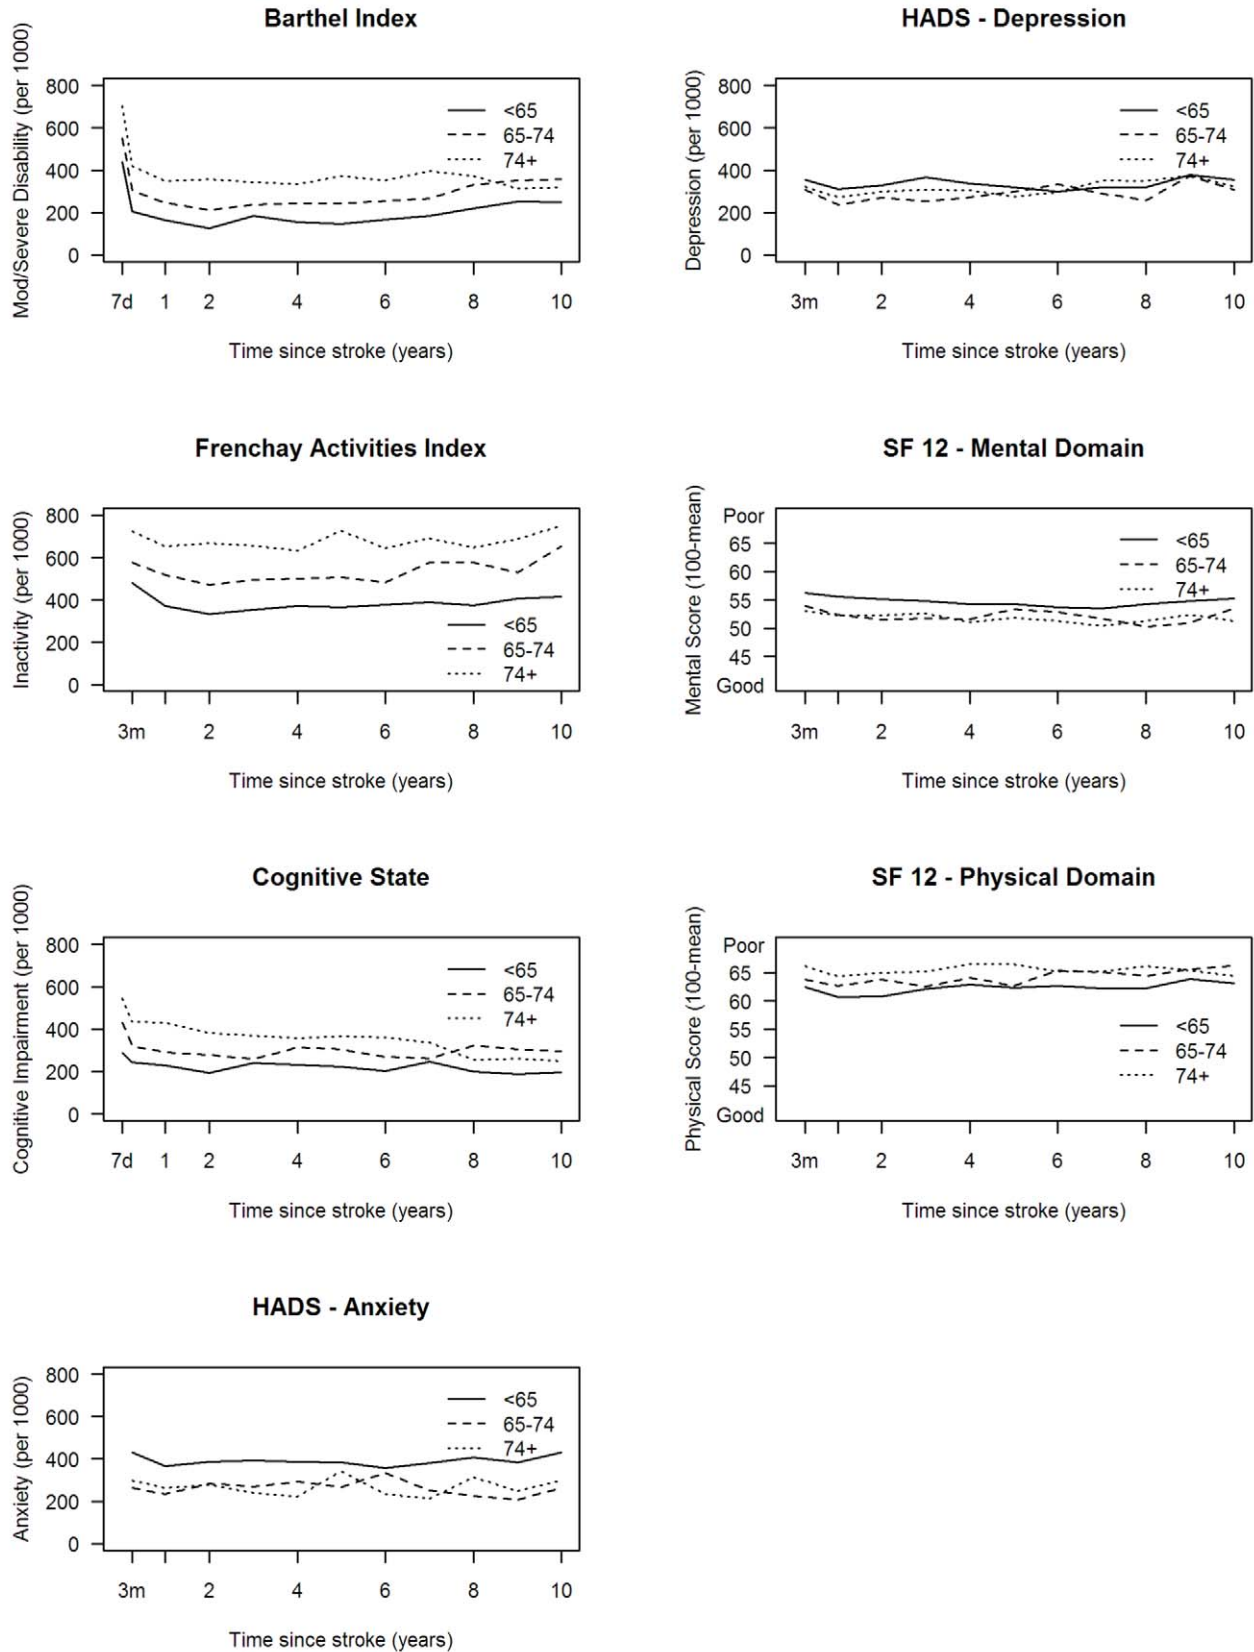 Barthel Index
Mod/Severe Disability (per 1000)
800
600
400
200
0
<65
65-74
74+
7d 1 2 4 6 8 10
Time since stroke (years)
HADS - Depression
Depression (per 1000)
800
600
400
200
0
<65
65-74
74+
3m 2 4 6 8 10
Time since stroke (years)
Frenchay Activities Index
Inactivity (per 1000)
800
600
400
200
0
<65
65-74
74+
3m 2 4 6 8 10
Time since stroke (years)
SF 12 - Mental Domain
Mental Score (100-mean)
Poor
65
60
55
50
45
Good
<65
65-74
74+
3m 2 4 6 8 10
Time since stroke (years)
Cognitive State
Cognitive Impairment (per 1000)
800
600
400
200
0
<65
65-74
74+
7d 1 2 4 6 8 10
Time since stroke (years)
SF 12 - Physical Domain
Physical Score (100-mean)
Poor
65
60
55
50
45
Good
<65
65-74
74+
3m 2 4 6 8 10
Time since stroke (years)
HADS - Anxiety
Anxiety (per 1000)
800
600
400
200
0
<65
65-74
74+
3m 2 4 6 8 10
Time since stroke (years)